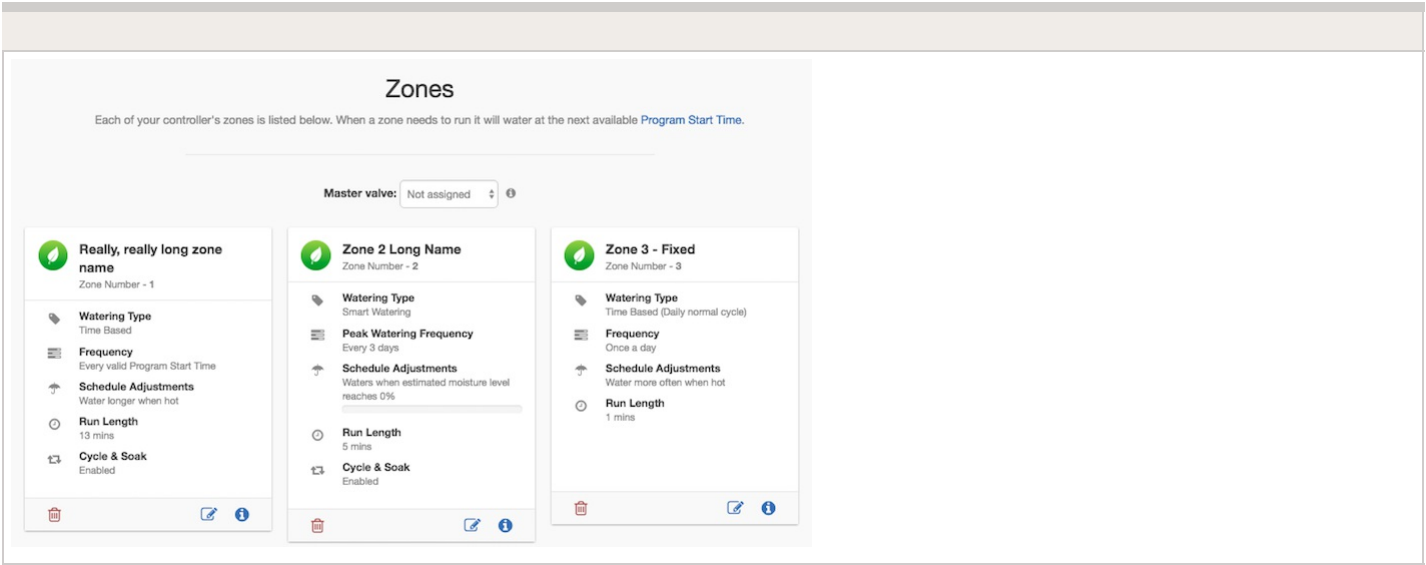 Zones
Each of your controller's zones is listed below. When a zone needs to run it will water at the next available Program Start Time.
Master valve: Not assigned
Really, really long zone
name
Zone Number - 1
Watering Type
Time Based
Frequency
Every valid Program Start Time
Schedule Adjustments
Water longer when hot
Run Length
13 mins
Cycle & Soak
Enabled
Zone 2 Long Name
Zone Number - 2
Watering Type
Smart Watering
Peak Watering Frequency
Every 3 days
Schedule Adjustments
Waters when estimated moisture level
reaches 0%
Run Length
5 mins
Cycle & Soak
Enabled
Zone 3 - Fixed
Zone Number - 3
Watering Type
Time Based (Daily normal cycle)
Frequency
Once a day
Schedule Adjustments
Water more often when hot
Run Length
1 mins